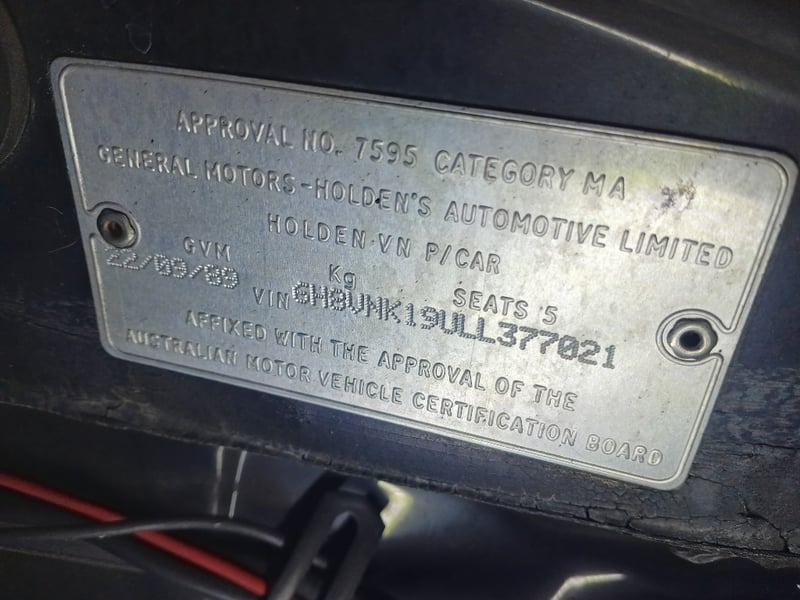 APPROVAL NO. 7595 CATEGORY MA
GENERAL MOTORS-HOLDEN'S AUTOMOTIVE LIMITED
HOLDEN VN P/CAR
GVM Kg SEATS 5
22/09/89 VIN 6H8VNK19ULL377021
AFFIXED WITH THE APPROVAL OF THE
AUSTRALIAN MOTOR VEHICLE CERTIFICATION BOARD